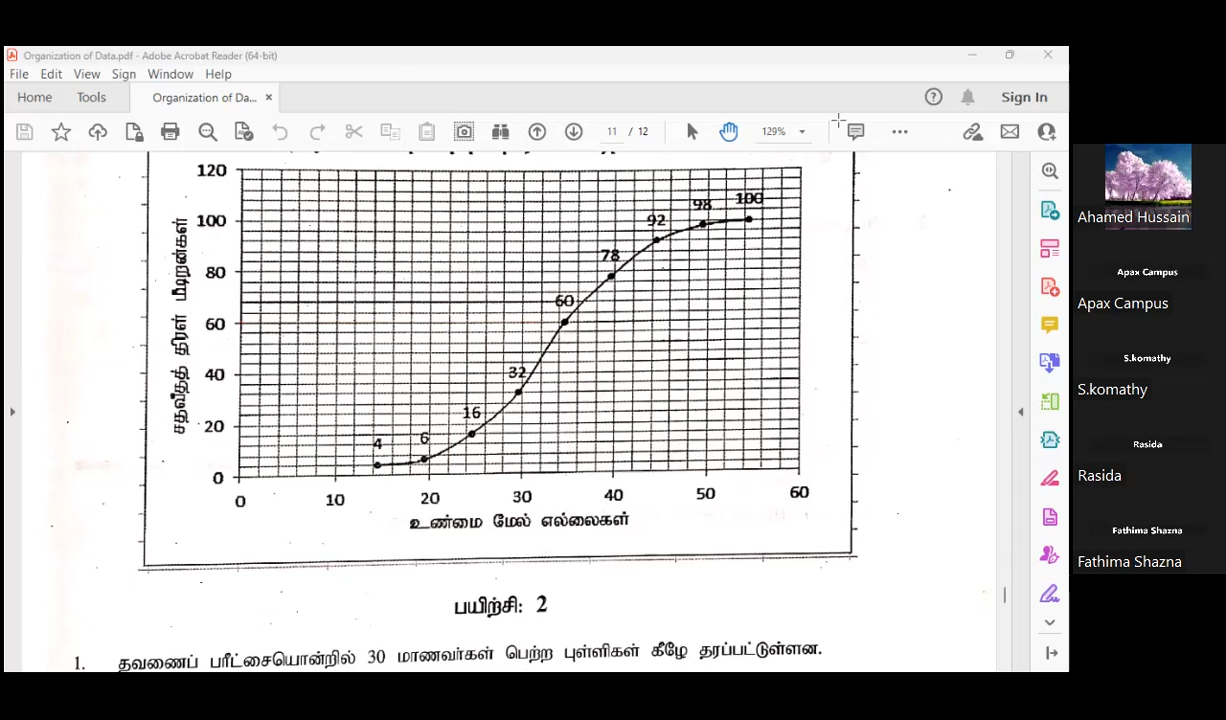 Organization of Data.pdf - Adobe Acrobat Reader (64-bit)
File Edit View Sign Window Help
Home Tools Organization of Da... × Sign In
11 / 12 129%
120
100
80
60
40
20
0
சதவீதத் திரள் மீடிறன்கள்
4
6
16
32
60
78
92
98
100
0 10 20 30 40 50 60
உண்மை மேல் எல்லைகள்
பயிற்சி: 2
1. தவணைப் பரீட்சையொன்றில் 30 மாணவர்கள் பெற்ற புள்ளிகள் கீழே தரப்பட்டுள்ளன.
Ahamed Hussain
Apax Campus
Apax Campus
S.komathy
S.komathy
Rasida
Rasida
Fathima Shazna
Fathima Shazna